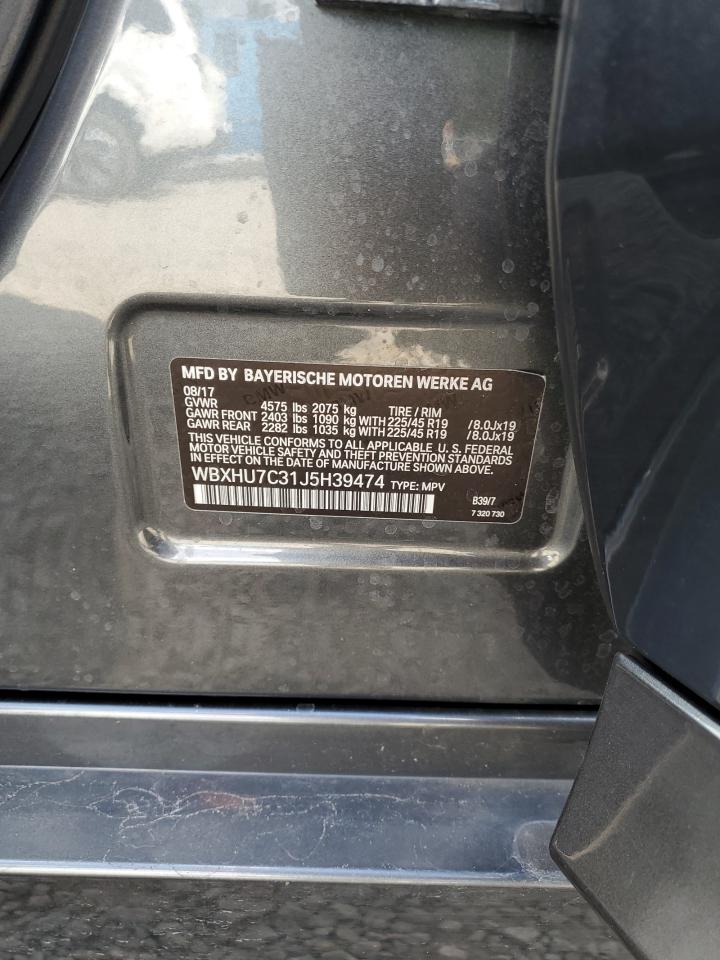 MFD BY BAYERISCHE MOTOREN WERKE AG
08/17
GVWR 4575 lbs 2075 kg TIRE / RIM
GAWR FRONT 2403 lbs 1090 kg WITH 225/45 R19 /8.0Jx19
GAWR REAR 2282 lbs 1035 kg WITH 225/45 R19 /8.0Jx19
THIS VEHICLE CONFORMS TO ALL APPLICABLE U.S. FEDERAL
MOTOR VEHICLE SAFETY AND THEFT PREVENTION STANDARDS
IN EFFECT ON THE DATE OF MANUFACTURE SHOWN ABOVE.
WBXHU7C31J5H39474 TYPE: MPV
B39/7
7 320 730